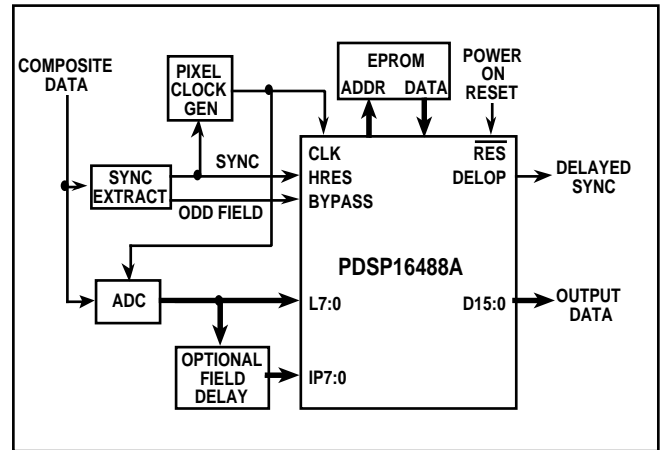 COMPOSITE
DATA
PIXEL
CLOCK
GEN
EPROM
ADDR DATA
POWER
ON
RESET
SYNC
EXTRACT
SYNC
ODD FIELD
CLK
HRES
BYPASS
RES
DELOP
DELAYED
SYNC
PDSP16488A
ADC
L7:0
D15:0
OUTPUT
DATA
OPTIONAL
FIELD
DELAY
IP7:0